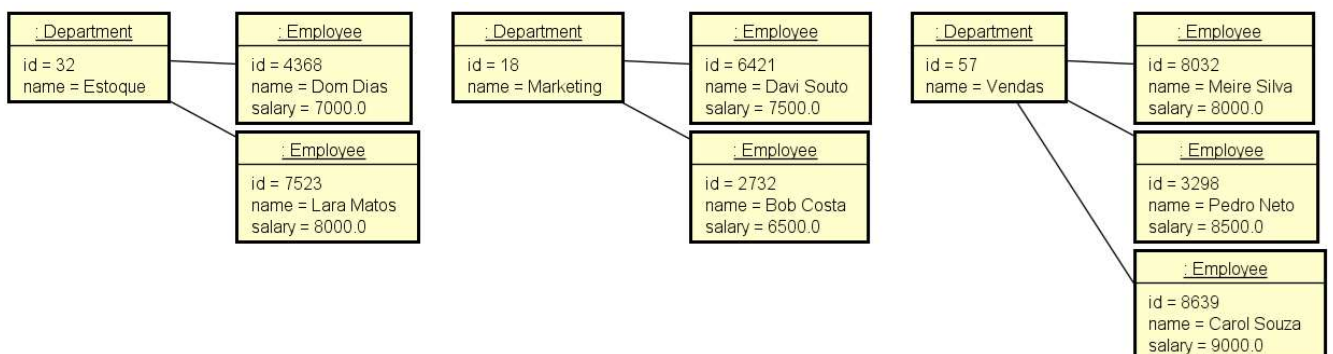 : Department
id = 32
name = Estoque
: Employee
id = 4368
name = Dom Dias
salary = 7000.0
: Employee
id = 7523
name = Lara Matos
salary = 8000.0
: Department
id = 18
name = Marketing
: Employee
id = 6421
name = Davi Souto
salary = 7500.0
: Employee
id = 2732
name = Bob Costa
salary = 6500.0
: Department
id = 57
name = Vendas
: Employee
id = 8032
name = Meire Silva
salary = 8000.0
: Employee
id = 3298
name = Pedro Neto
salary = 8500.0
: Employee
id = 8639
name = Carol Souza
salary = 9000.0